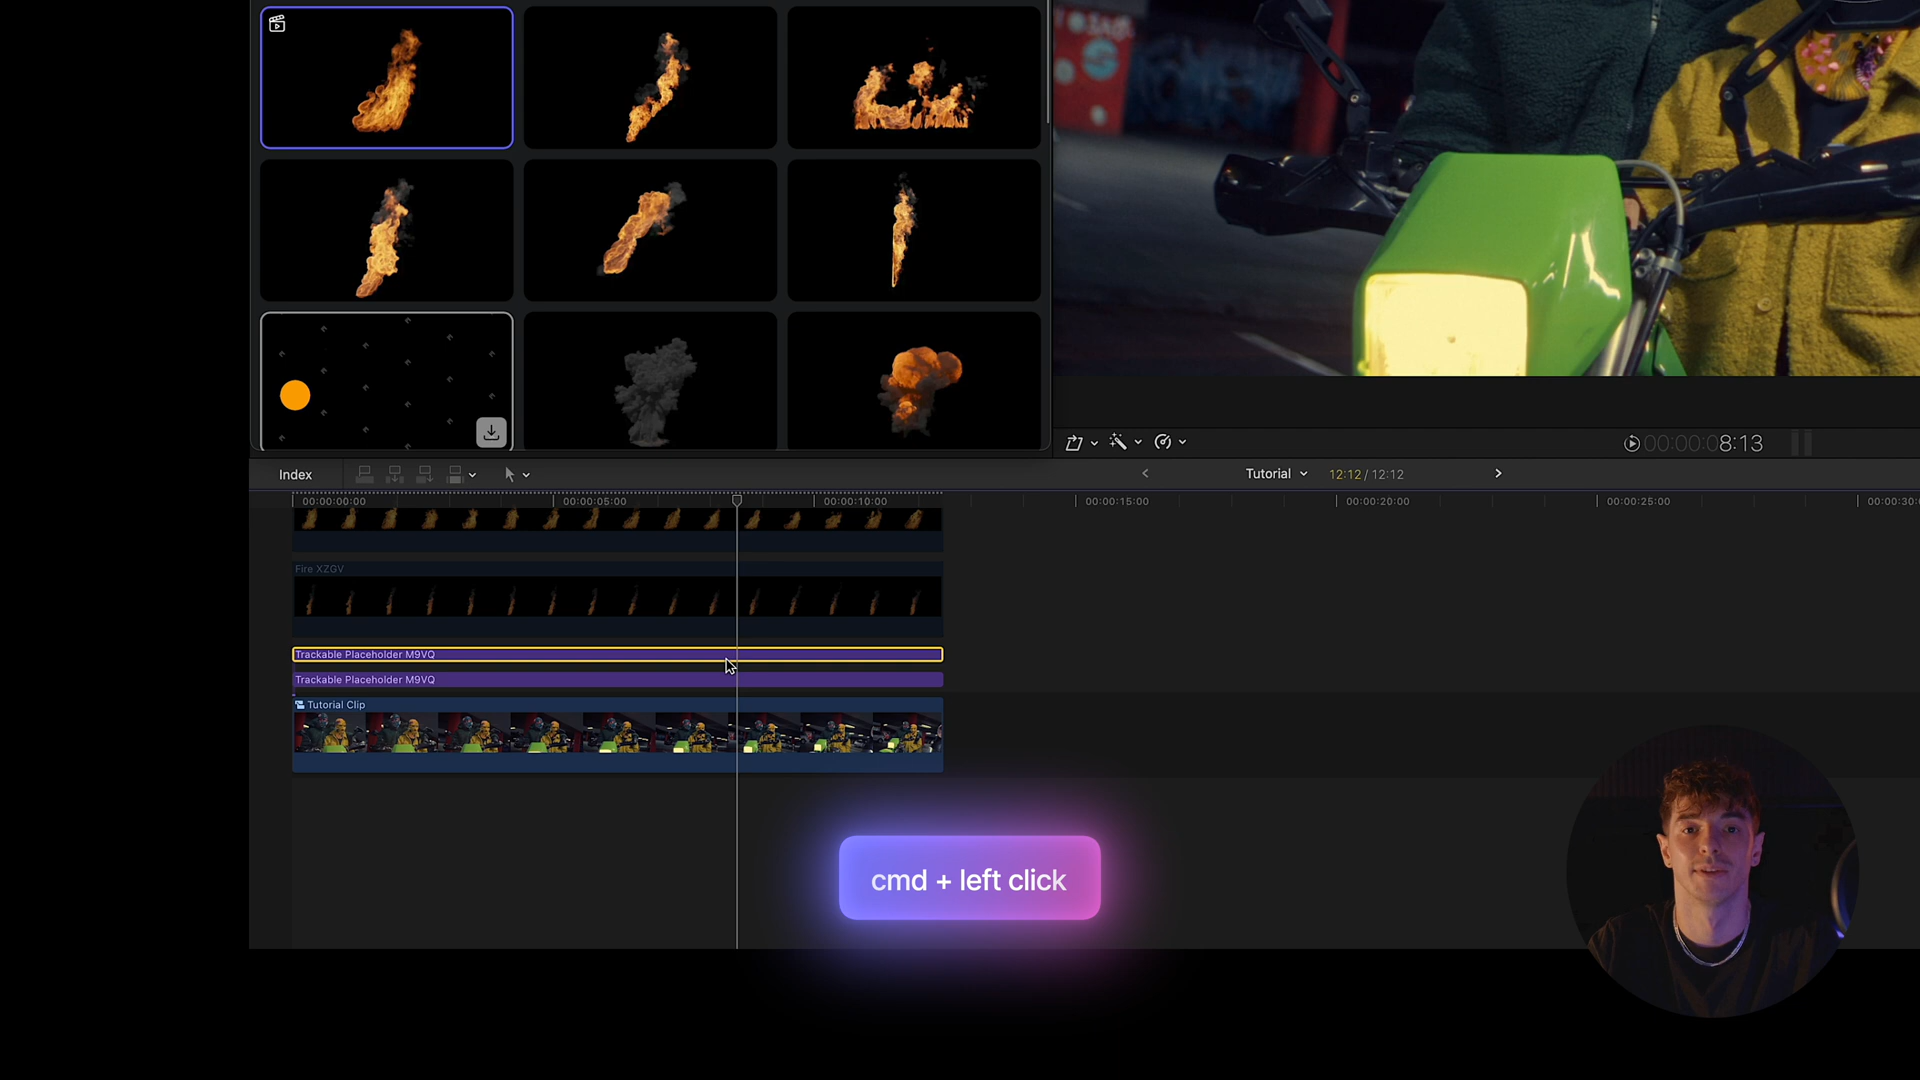 00:00:08:13
Index
Tutorial
12:12 / 12:12
00:00:00:00
00:00:05:00
00:00:10:00
00:00:15:00
00:00:20:00
00:00:25:00
00:00:30:
Fire XZGV
Trackable Placeholder M9VQ
Trackable Placeholder M9VQ
Tutorial Clip
cmd + left click